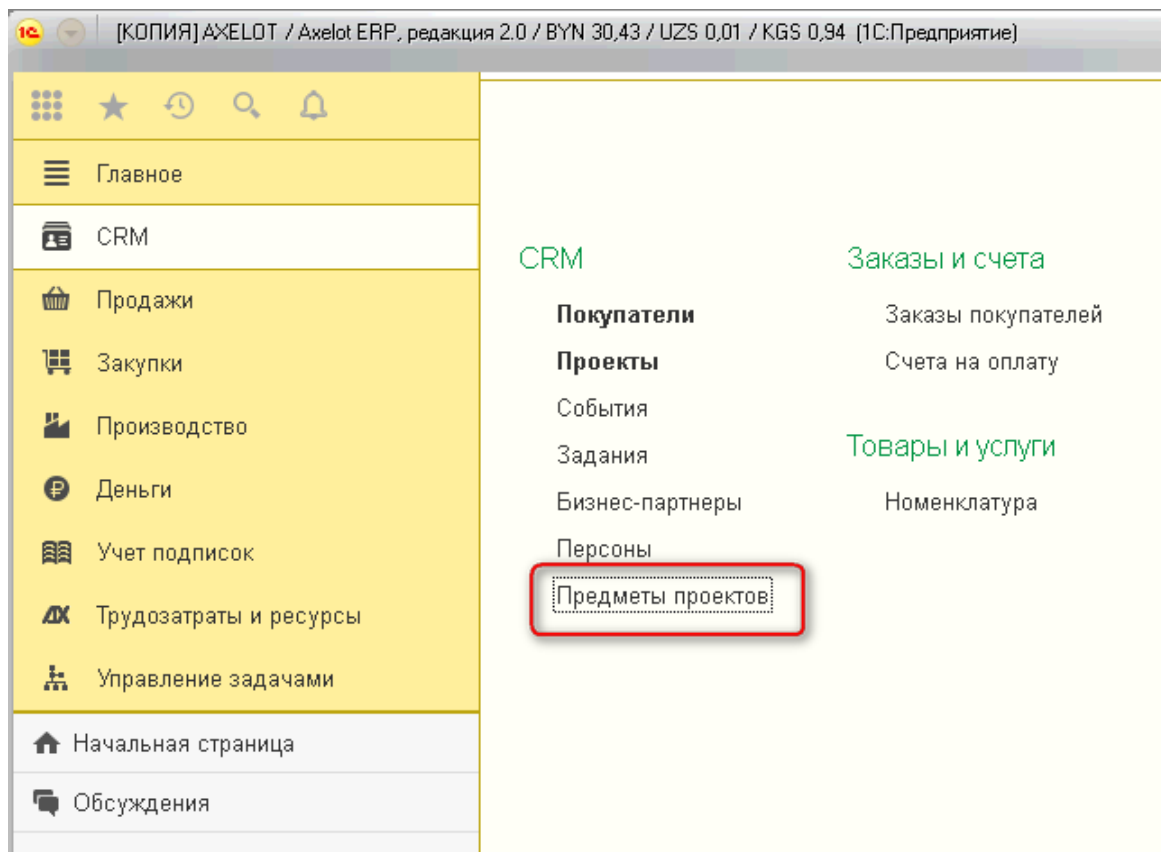 [КОПИЯ] AXELOT / Axelot ERP, редакция 2.0 / BYN 30,43 / UZS 0,01 / KGS 0,94 (1С:Предприятие)
Главное
CRM
Продажи
Закупки
Производство
Деньги
Учет подписок
Трудозатраты и ресурсы
Управление задачами
Начальная страница
Обсуждения
CRM
Покупатели
Проекты
События
Задания
Бизнес-партнеры
Персоны
Предметы проектов
Заказы и счета
Заказы покупателей
Счета на оплату
Товары и услуги
Номенклатура